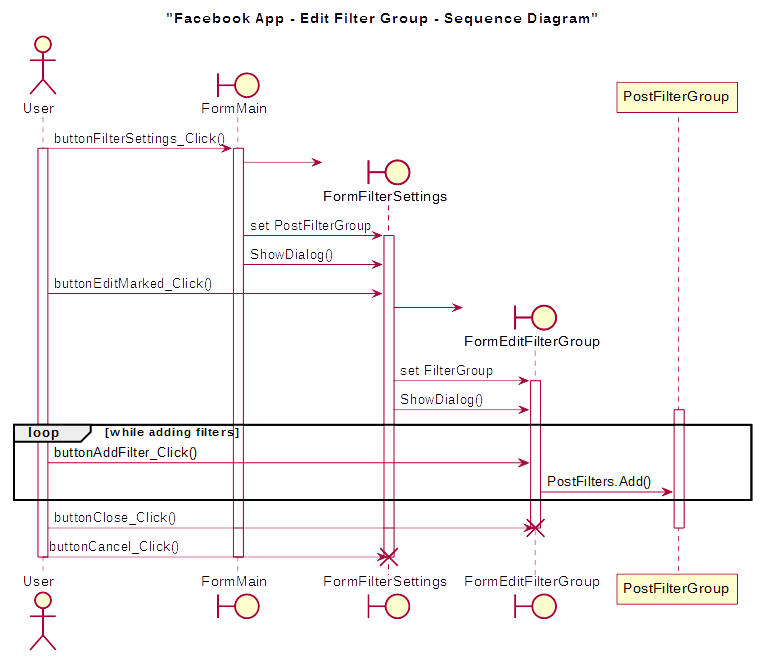 "Facebook App - Edit Filter Group - Sequence Diagram"
User
FormMain
PostFilterGroup
buttonFilterSettings_Click()
FormFilterSettings
set PostFilterGroup
ShowDialog()
buttonEditMarked_Click()
FormEditFilterGroup
set FilterGroup
ShowDialog()
loop [while adding filters]
buttonAddFilter_Click()
PostFilters.Add()
buttonClose_Click()
buttonCancel_Click()
User FormMain FormFilterSettings FormEditFilterGroup PostFilterGroup